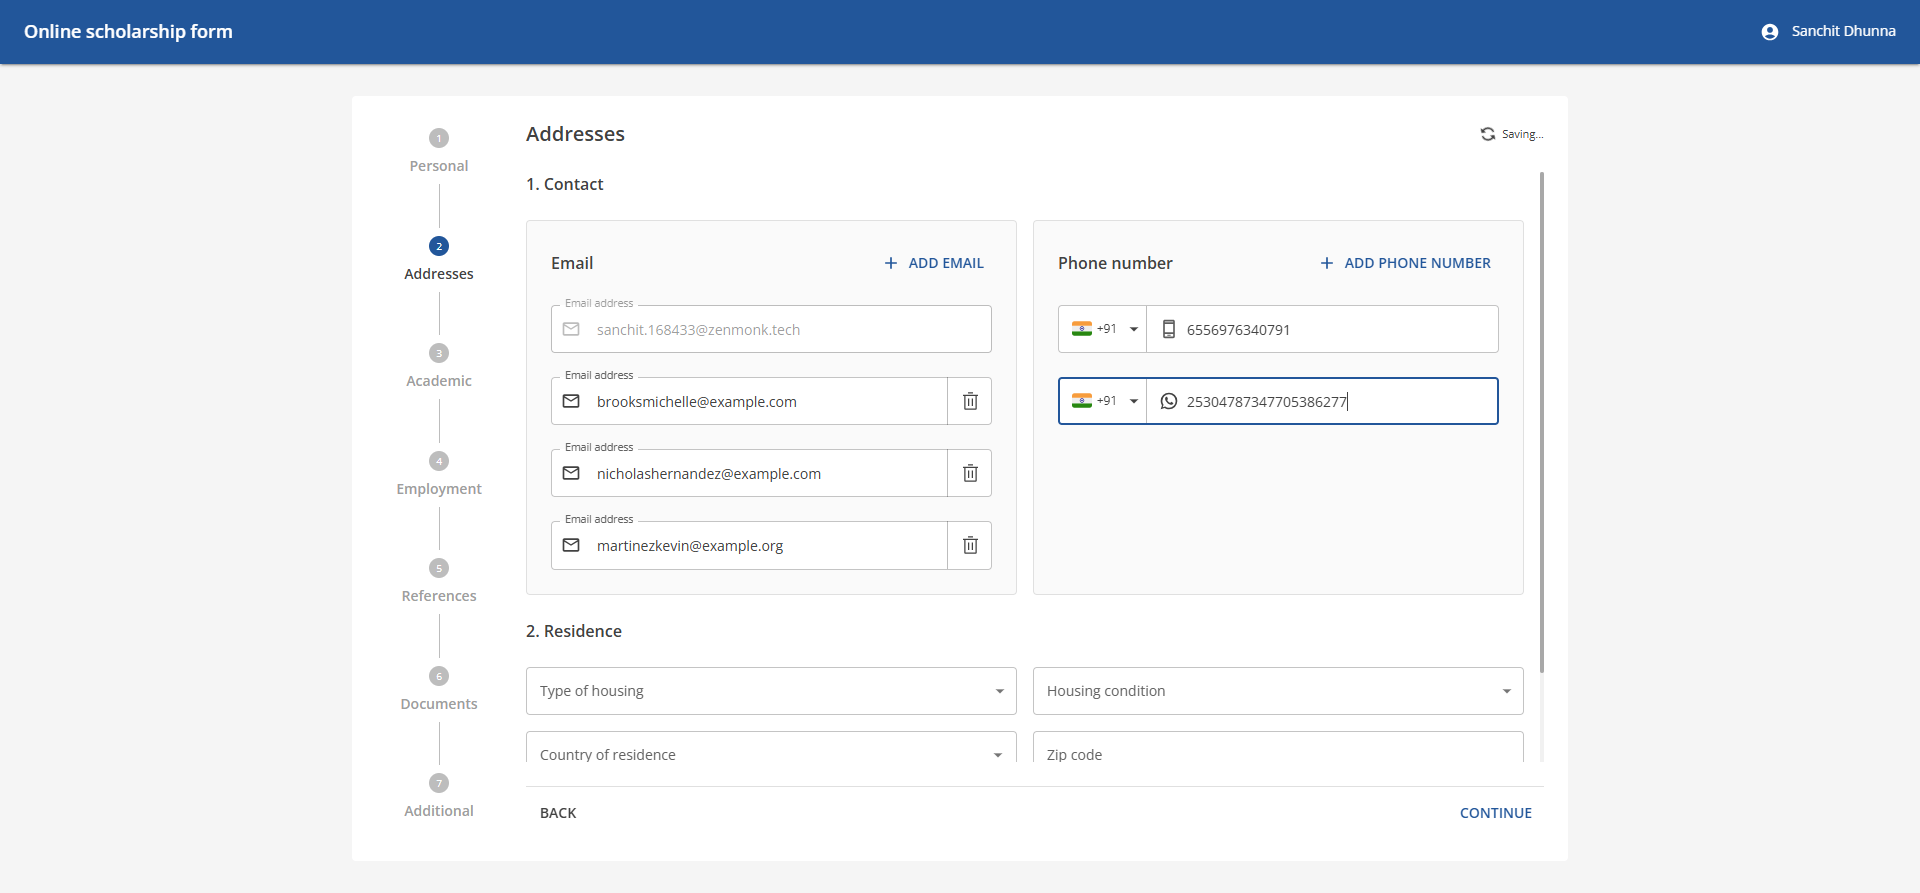 Online scholarship form
Sanchit Dhunna
1
Personal
2
Addresses
3
Academic
4
Employment
5
References
6
Documents
7
Additional
Addresses
Saving...
1. Contact
Email
ADD EMAIL
Email address
sanchit.168433@zenmonk.tech
Email address
brooksmichelle@example.com
Email address
nicholashernandez@example.com
Email address
martinezkevin@example.org
Phone number
ADD PHONE NUMBER
+91
6556976340791
+91
25304787347705386277
2. Residence
Type of housing
Housing condition
Country of residence
Zip code
BACK
CONTINUE